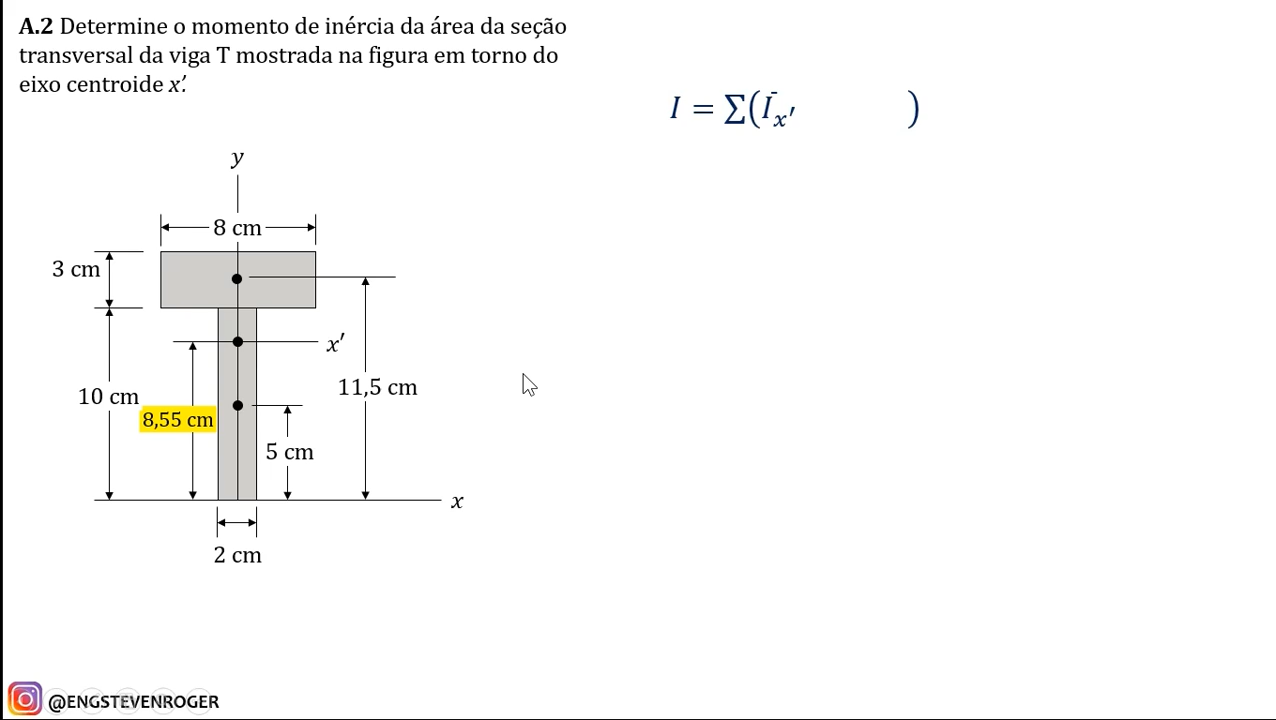 A.2 Determine o momento de inércia da área da seção
transversal da viga T mostrada na figura em torno do
eixo centroide x′.
I = Σ(Īx′ )
y
8 cm
3 cm
x′
11,5 cm
10 cm
8,55 cm
5 cm
x
2 cm
@ENGSTEVENROGER